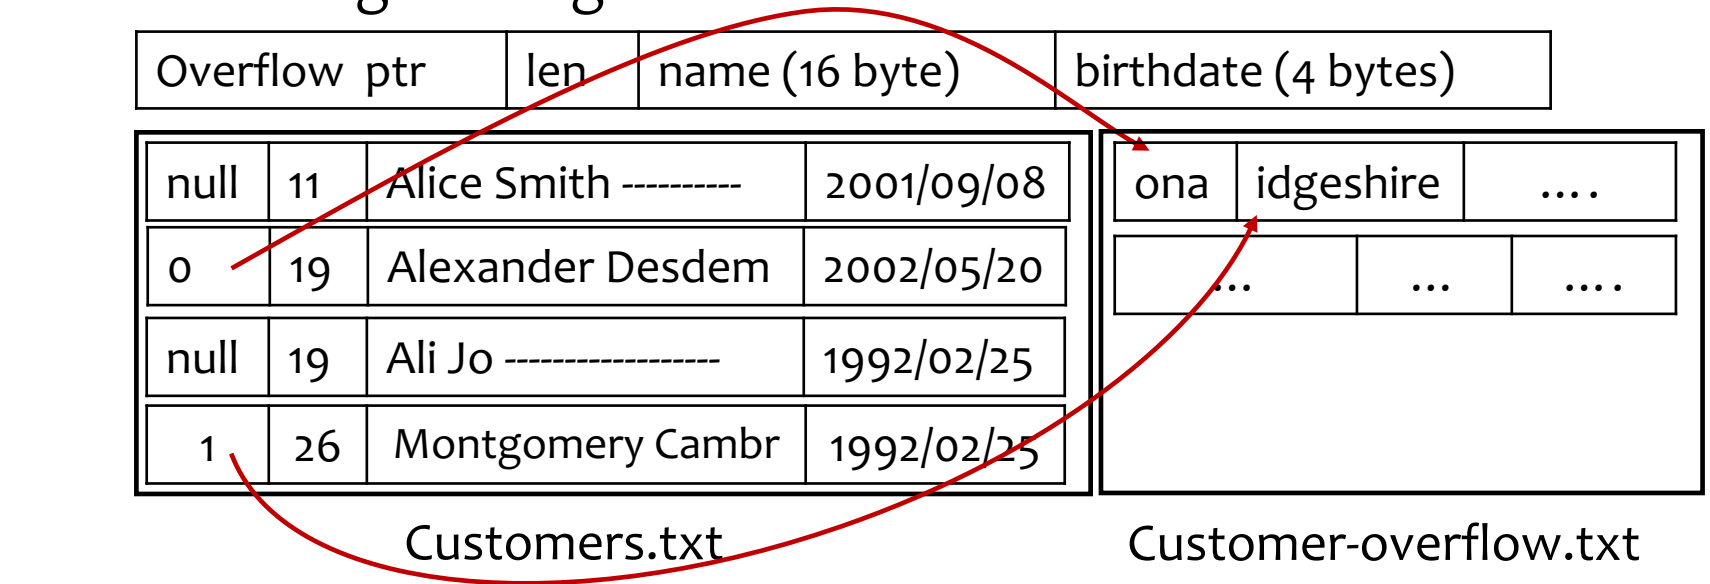 Overflow ptr len name (16 byte) birthdate (4 bytes)
null 11 Alice Smith ---------- 2001/09/08 ona idgeshire ....
0 19 Alexander Desdem 2002/05/20 ... ... ....
null 19 Ali Jo ------------------ 1992/02/25
1 26 Montgomery Cambr 1992/02/25
Customers.txt Customer-overflow.txt